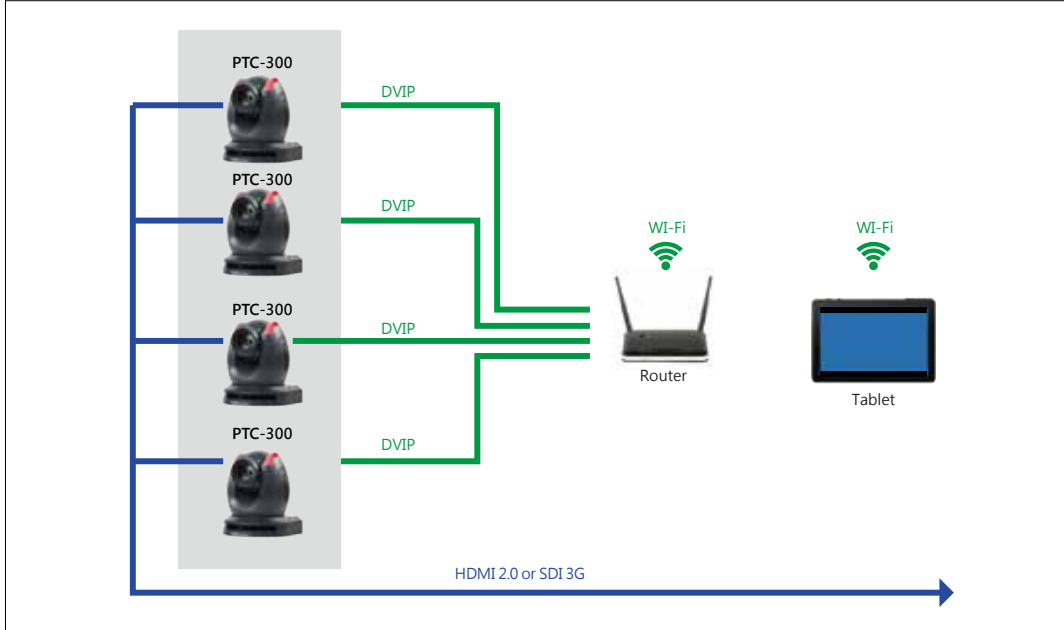 PTC-300
DVIP
PTC-300
DVIP
WI-Fi
WI-Fi
PTC-300
DVIP
Router
Tablet
PTC-300
DVIP
HDMI 2.0 or SDI 3G